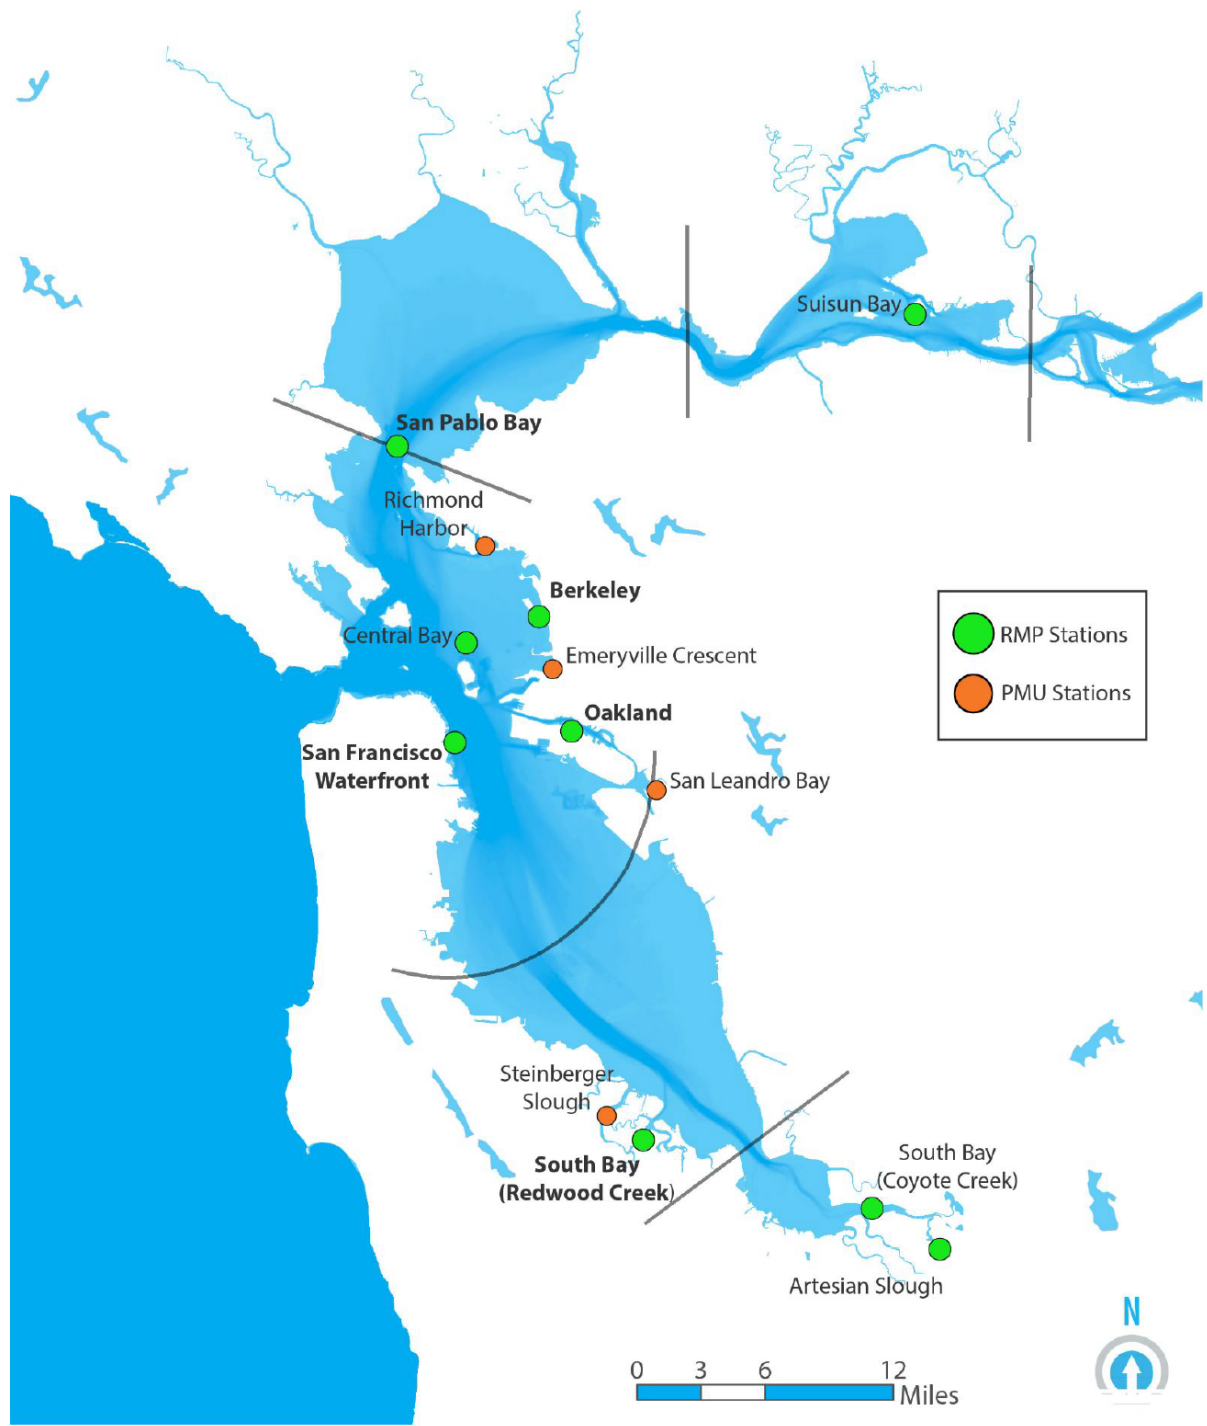 Suisun Bay
San Pablo Bay
Richmond
Harbor
Berkeley
Central Bay
Emeryville Crescent
RMP Stations
PMU Stations
Oakland
San Francisco
Waterfront
San Leandro Bay
Steinberger
Slough
South Bay
(Redwood Creek)
South Bay
(Coyote Creek)
Artesian Slough
N
0 3 6 12
Miles